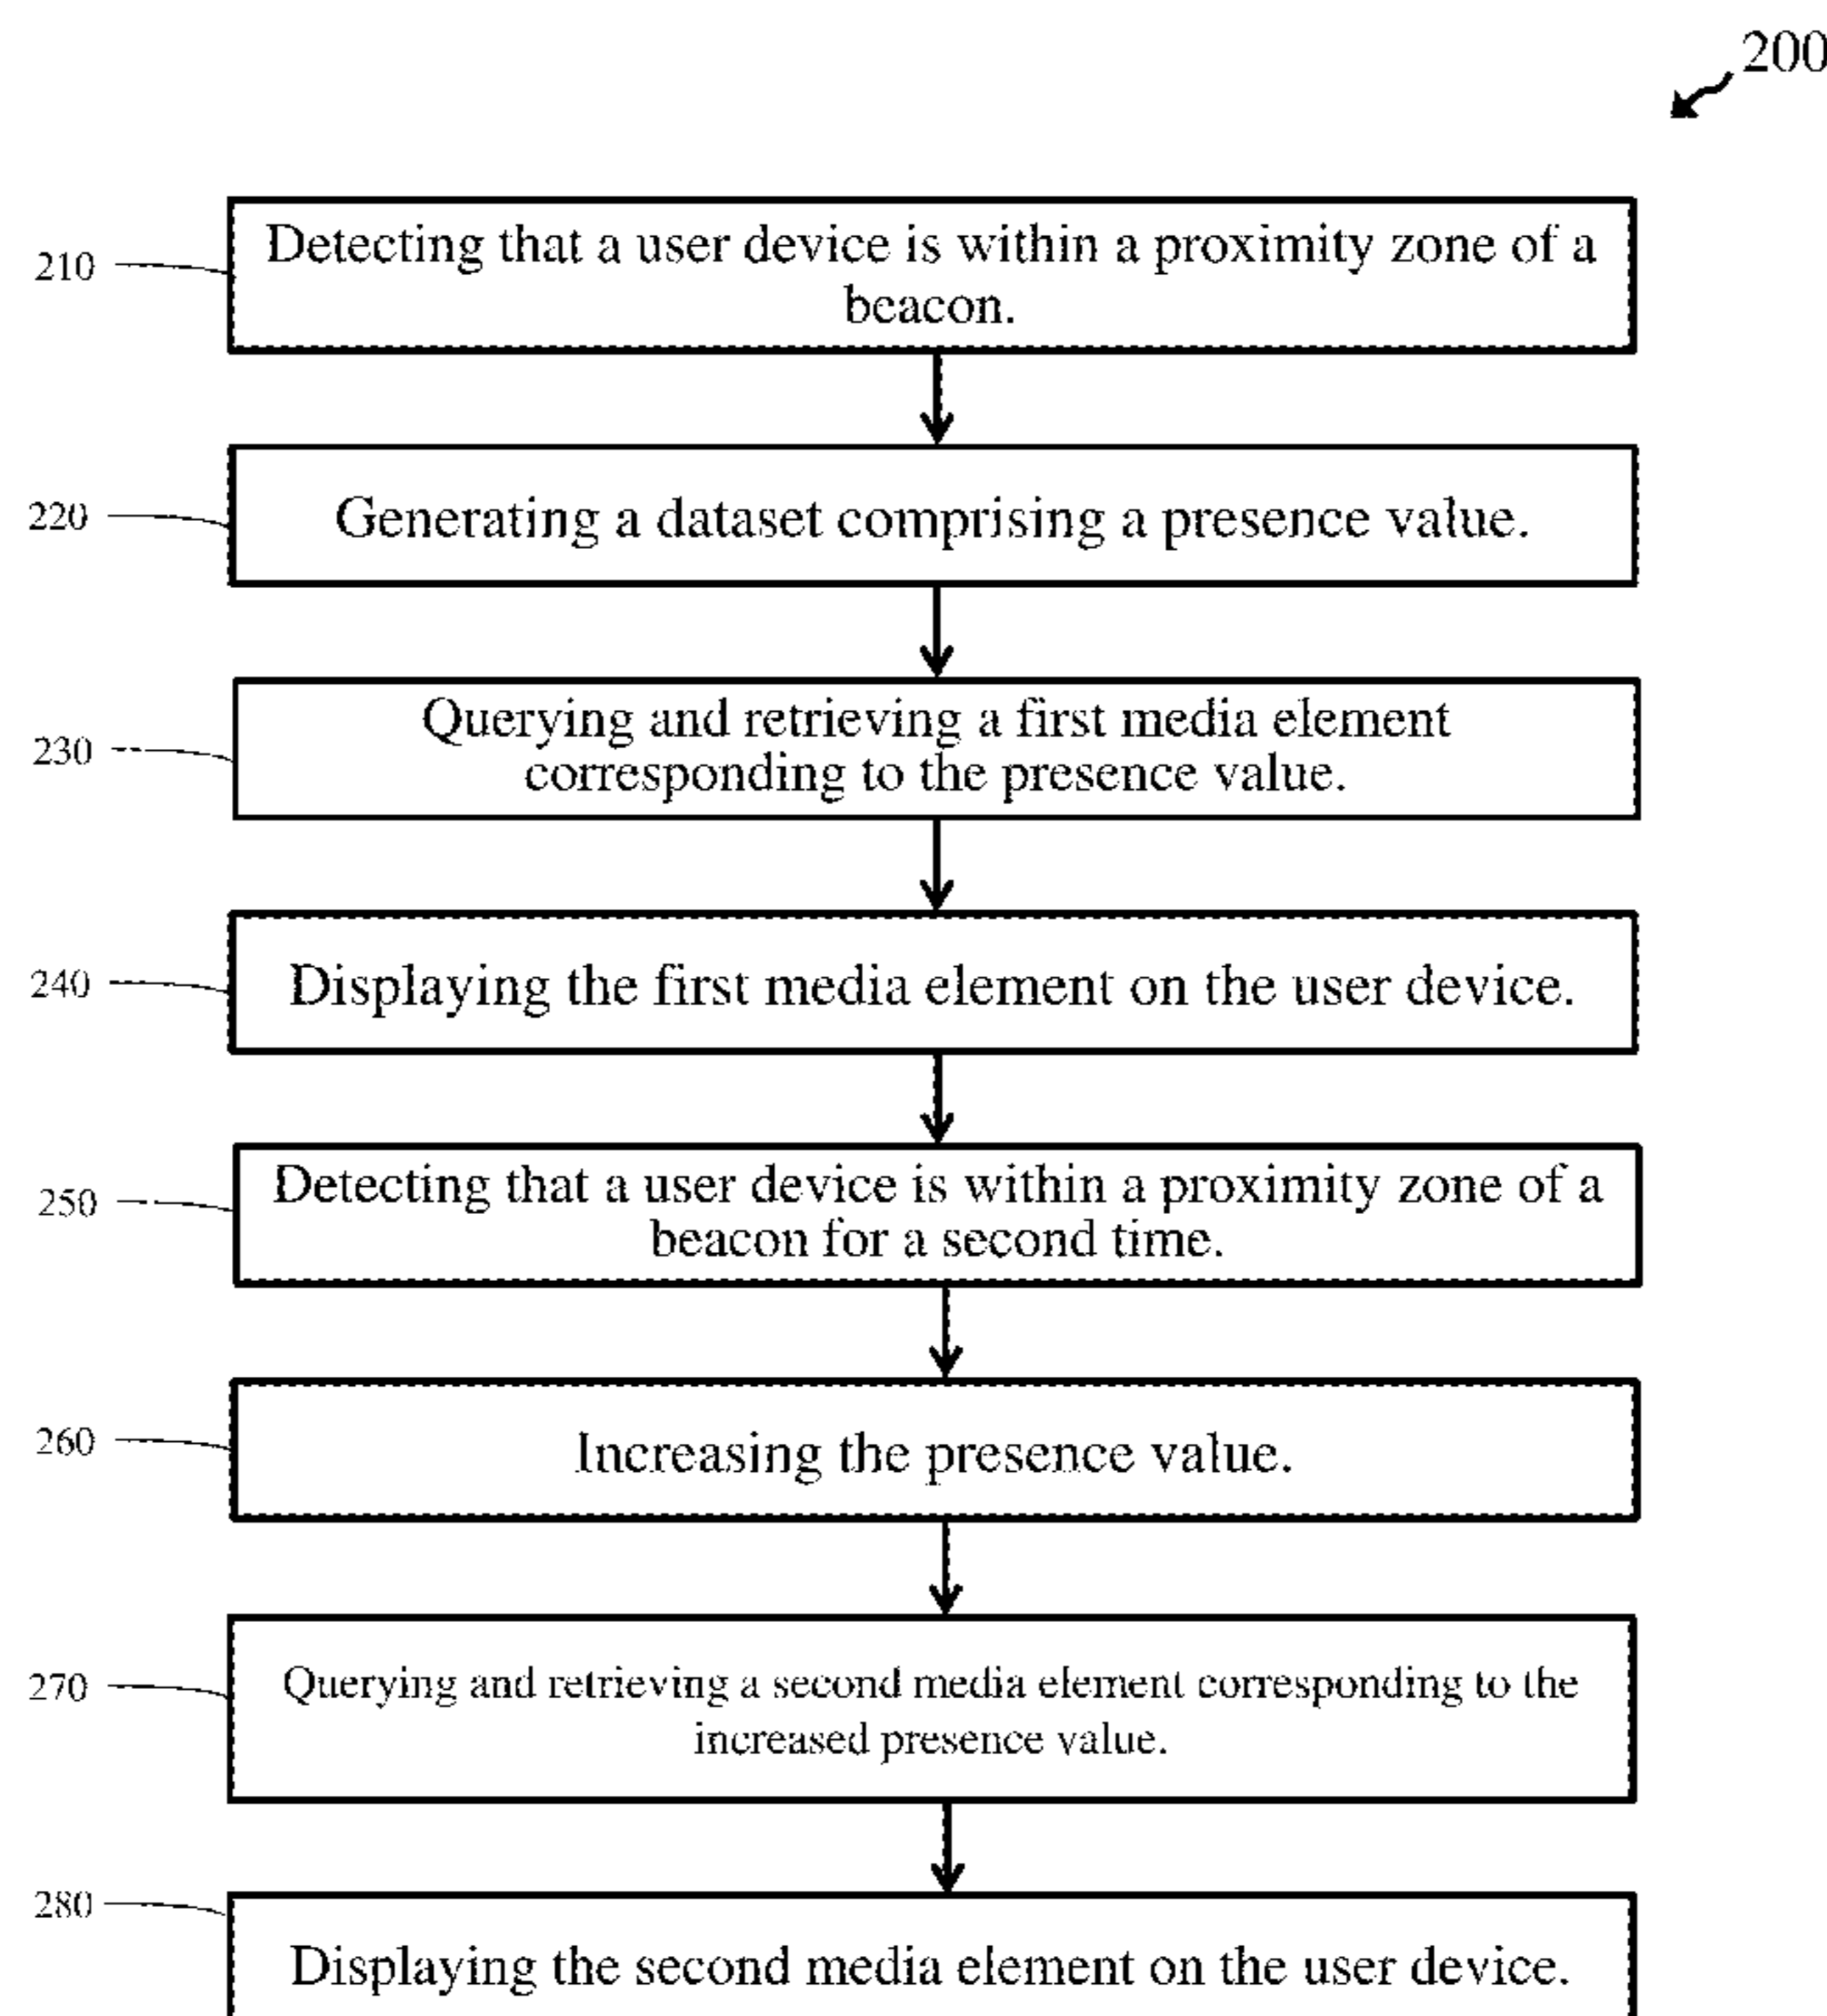 200
210
Detecting that a user device is within a proximity zone of a
beacon.
220
Generating a dataset comprising a presence value.
230
Querying and retrieving a first media element
corresponding to the presence value.
240
Displaying the first media element on the user device.
250
Detecting that a user device is within a proximity zone of a
beacon for a second time.
260
Increasing the presence value.
270
Querying and retrieving a second media element corresponding to the
increased presence value.
280
Displaying the second media element on the user device.